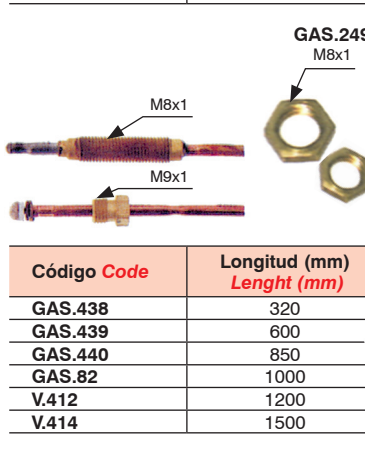 GAS.249
M8x1
M8x1
M9x1
Código Code Longitud (mm)
Lenght (mm)
GAS.438 320
GAS.439 600
GAS.440 850
GAS.82 1000
V.412 1200
V.414 1500